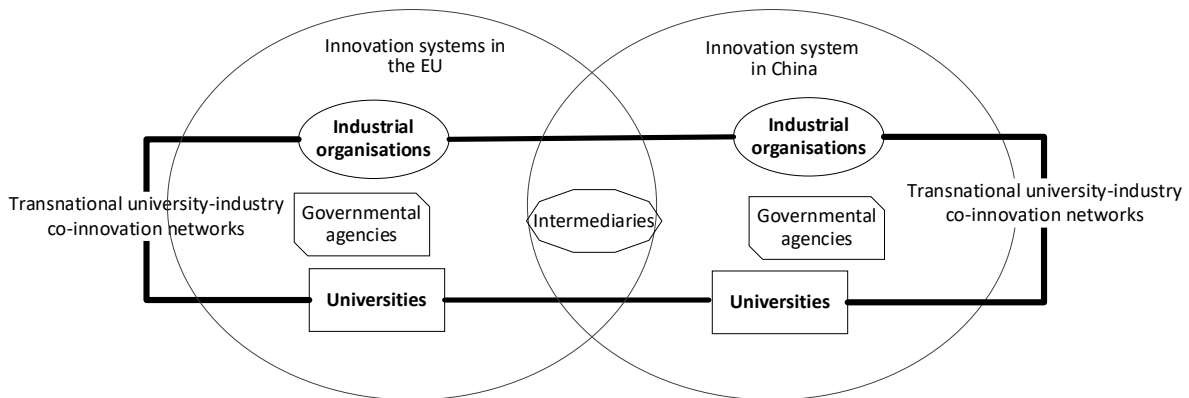 Innovation systems in
the EU
Innovation system
in China
Industrial
organisations
Industrial
organisations
Transnational university-industry
co-innovation networks
Governmental
agencies
Intermediaries
Governmental
agencies
Transnational university-industry
co-innovation networks
Universities
Universities